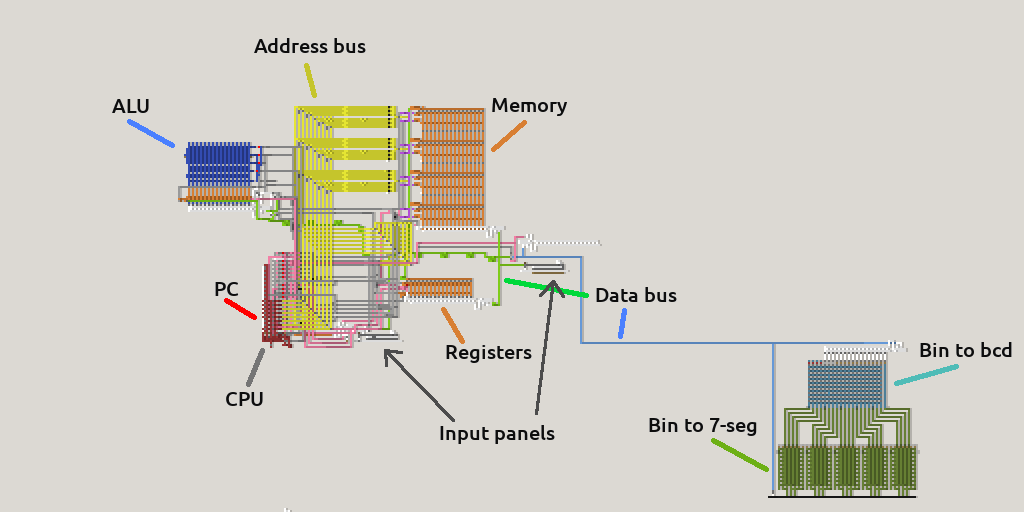 Address bus
ALU
Memory
PC
Data bus
Registers
Bin to bcd
CPU
Bin to 7-seg
Input panels